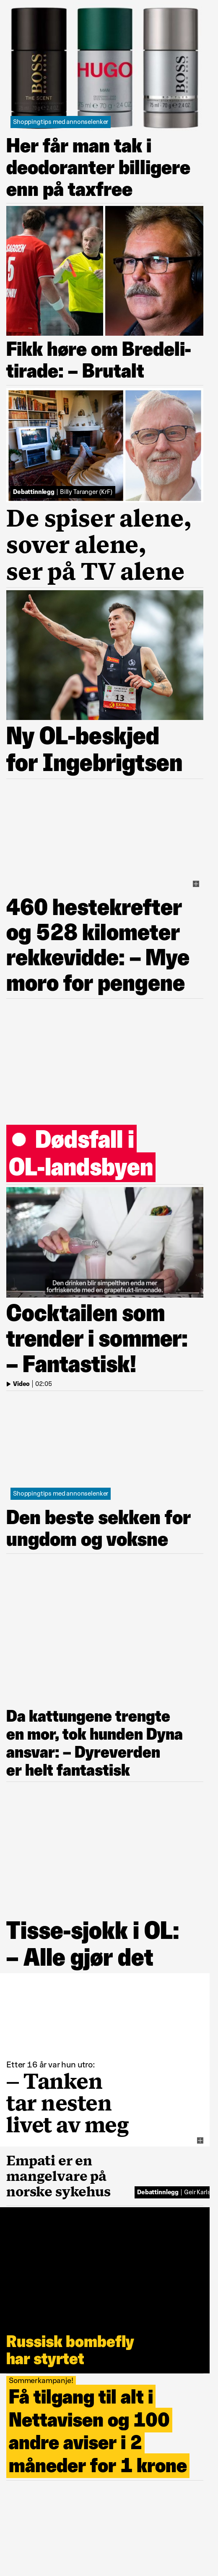 BOSS
THE SCENT
HUGO
MAN
BOSS
Shoppingtips med annonselenker
Her får man tak i
deodoranter billigere
enn på taxfree
Fikk høre om Bredeli-
tirade: – Brutalt
Debattinnlegg | Billy Taranger (KrF)
De spiser alene,
sover alene,
ser på TV alene
13
Ny OL-beskjed
for Ingebrigtsen
460 hestekrefter
og 528 kilometer
rekkevidde: – Mye
moro for pengene
Dødsfall i
OL-landsbyen
Den drinken blir simpelthen enda mer
forfriskende med en grapefrukt-limonade.
Cocktailen som
trender i sommer:
– Fantastisk!
Video | 02:05
Shoppingtips med annonselenker
Den beste sekken for
ungdom og voksne
Da kattungene trengte
en mor, tok hunden Dyna
ansvar: – Dyreverden
er helt fantastisk
Tisse-sjokk i OL:
– Alle gjør det
Etter 16 år var hun utro:
– Tanken
tar nesten
livet av meg
Empati er en
mangelvare på
norske sykehus
Debattinnlegg | Geir Karls
Russisk bombefly
har styrtet
Sommerkampanje!
Få tilgang til alt i
Nettavisen og 100
andre aviser i 2
måneder for 1 krone